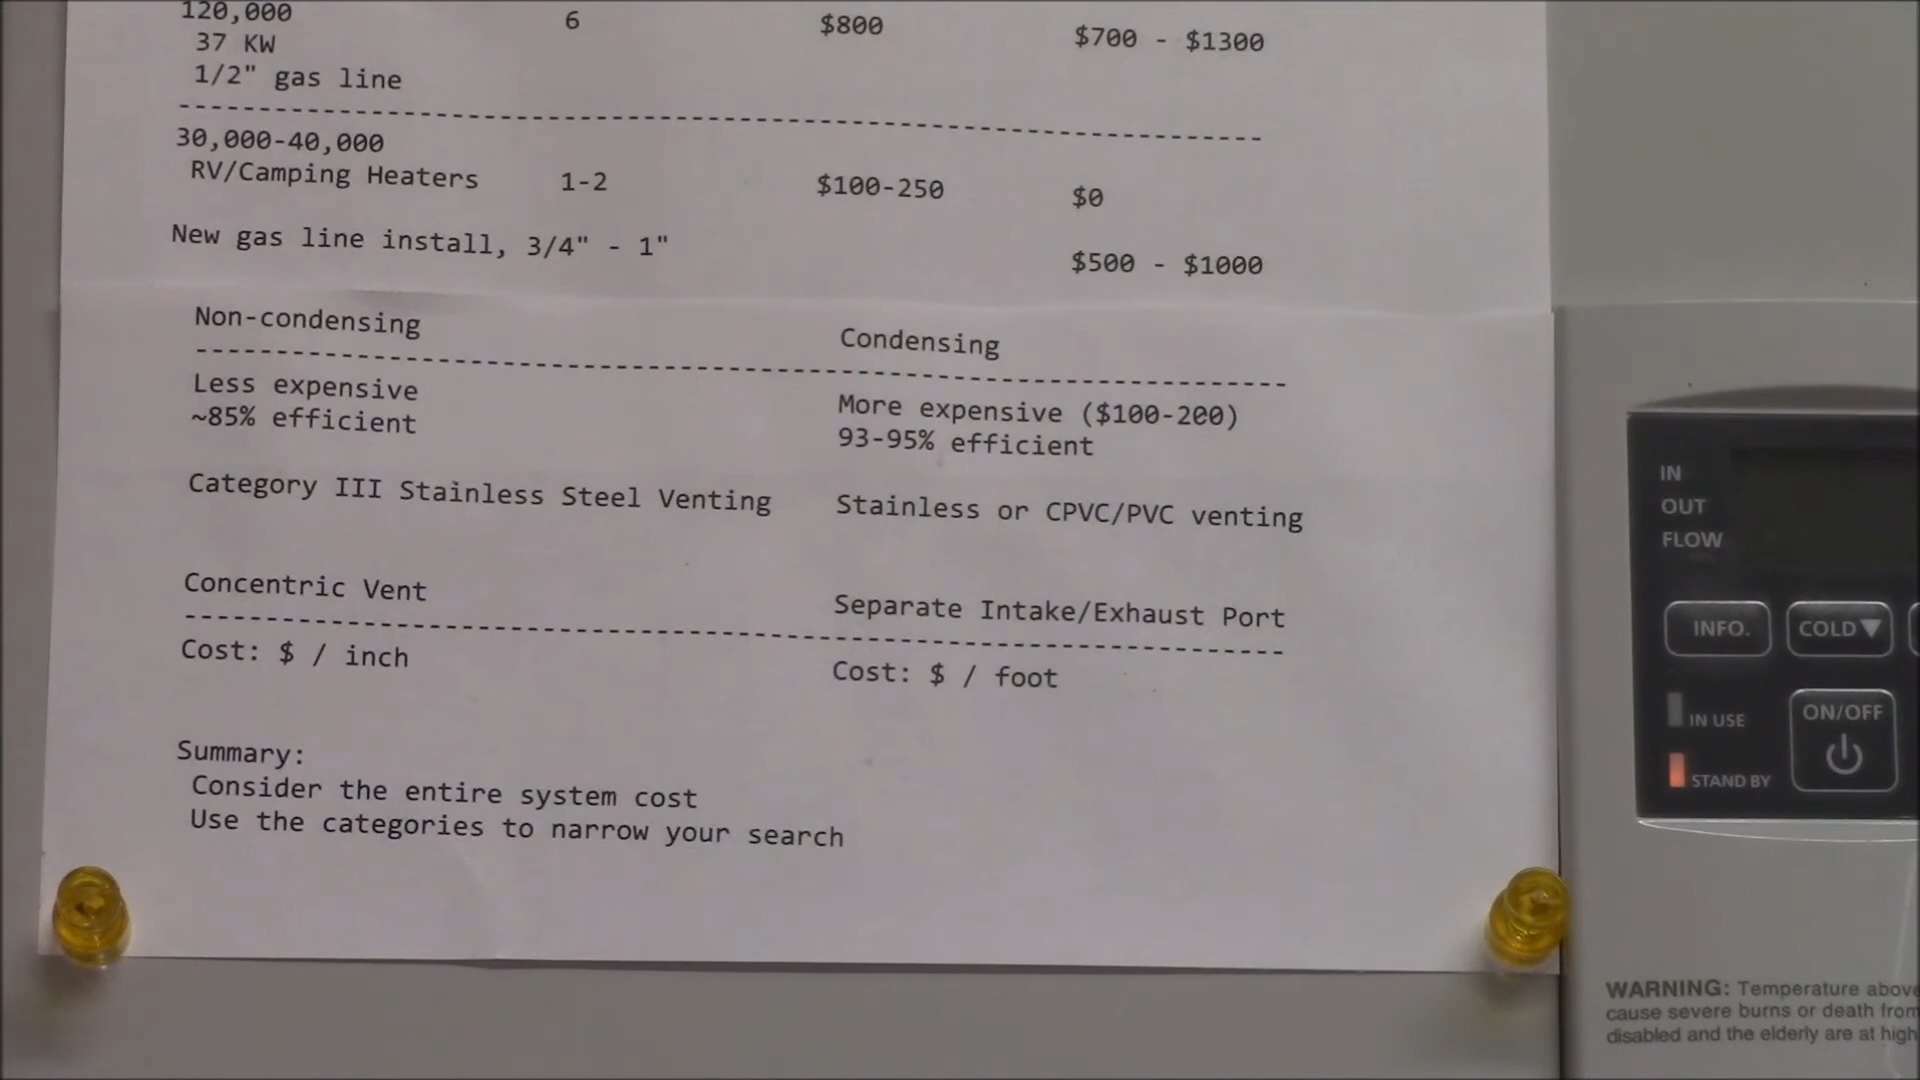 120,000 6 $800 $700 - $1300
37 KW
1/2" gas line
30,000-40,000
RV/Camping Heaters 1-2 $100-250 $0
New gas line install, 3/4" - 1" $500 - $1000
Non-condensing Condensing
Less expensive More expensive ($100-200)
~85% efficient 93-95% efficient
Category III Stainless Steel Venting Stainless or CPVC/PVC venting
Concentric Vent Separate Intake/Exhaust Port
Cost: $ / inch Cost: $ / foot
Summary:
Consider the entire system cost
Use the categories to narrow your search
IN
OUT
FLOW
INFO. COLD▼
IN USE ON/OFF
STAND BY
WARNING: Temperature above
cause severe burns or death from
disabled and the elderly are at high